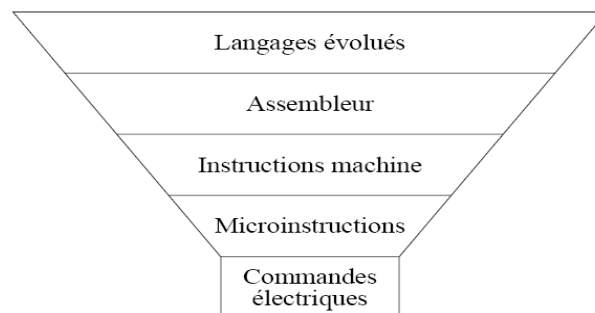 Langages évolués
Assembleur
Instructions machine
Microinstructions
Commandes
électriques